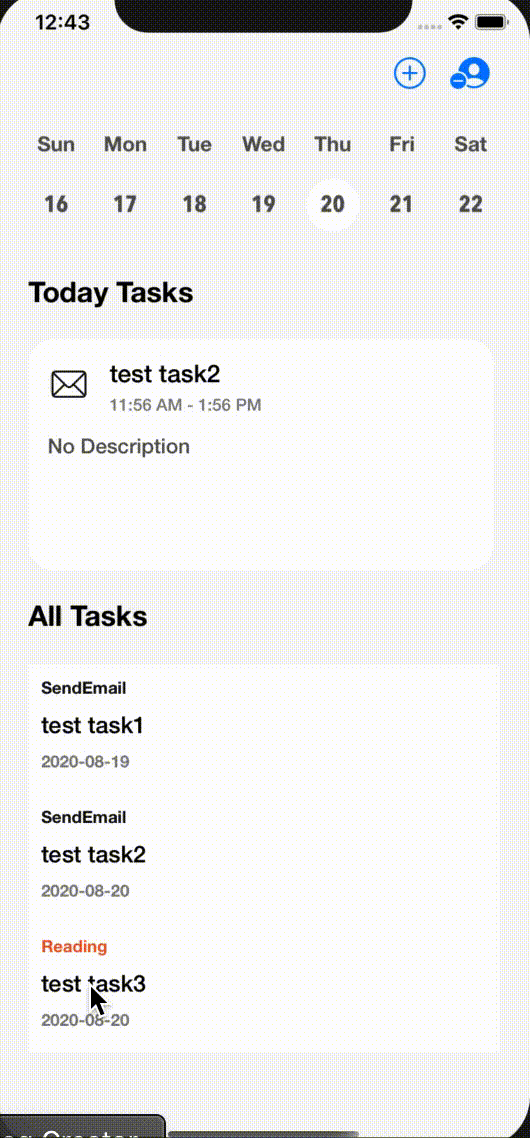 12:43
Sun Mon Tue Wed Thu Fri Sat
16 17 18 19 20 21 22
Today Tasks
test task2
11:56 AM - 1:56 PM
No Description
All Tasks
SendEmail
test task1
2020-08-19
SendEmail
test task2
2020-08-20
Reading
test task3
2020-08-20